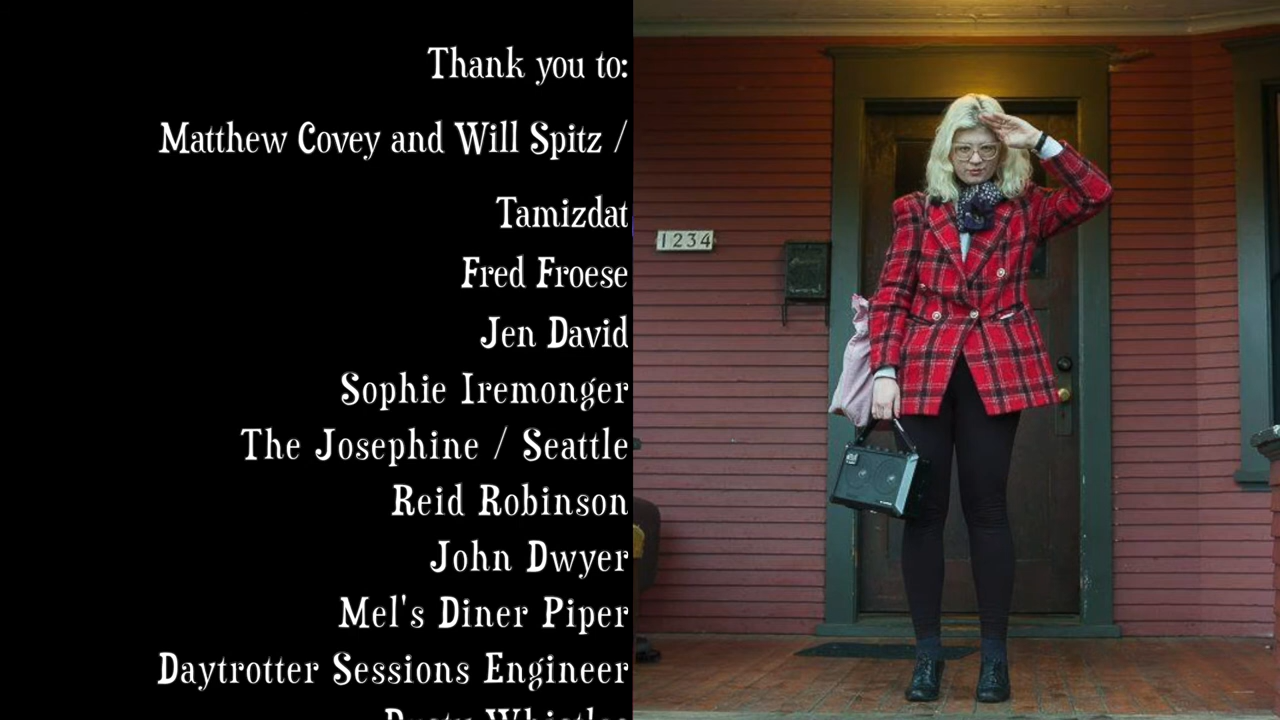 Thank you to:
Matthew Covey and Will Spitz /
Tamizdat
Fred Froese
Jen David
Sophie Iremonger
The Josephine / Seattle
Reid Robinson
John Dwyer
Mel's Diner Piper
Daytrotter Sessions Engineer
1234